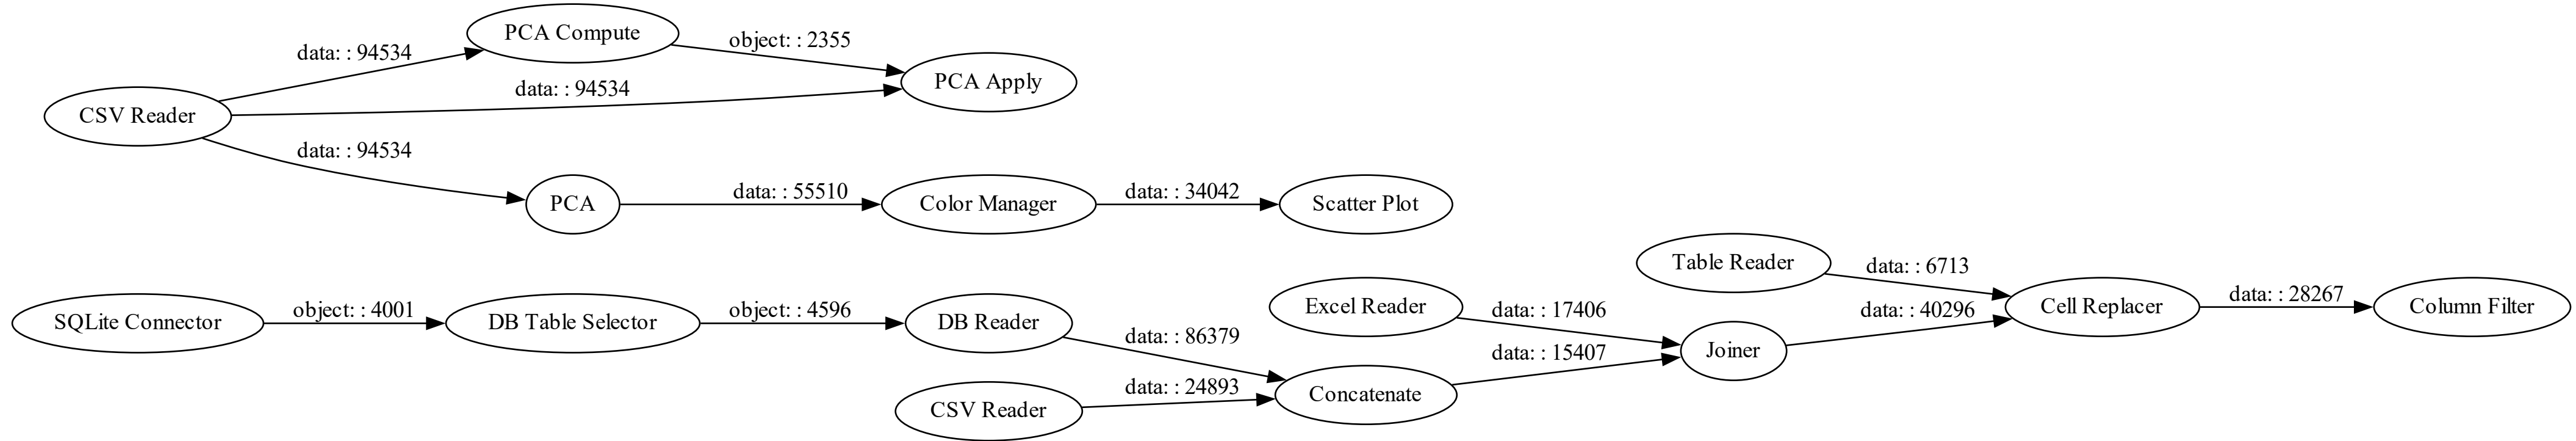 PCA Compute
data: : 94534
object: : 2355
PCA Apply
CSV Reader
data: : 94534
data: : 94534
PCA
data: : 55510
Color Manager
data: : 34042
Scatter Plot
SQLite Connector
object: : 4001
DB Table Selector
object: : 4596
DB Reader
data: : 86379
CSV Reader
data: : 24893
Concatenate
Excel Reader
data: : 17406
data: : 15407
Joiner
Table Reader
data: : 6713
data: : 40296
Cell Replacer
data: : 28267
Column Filter